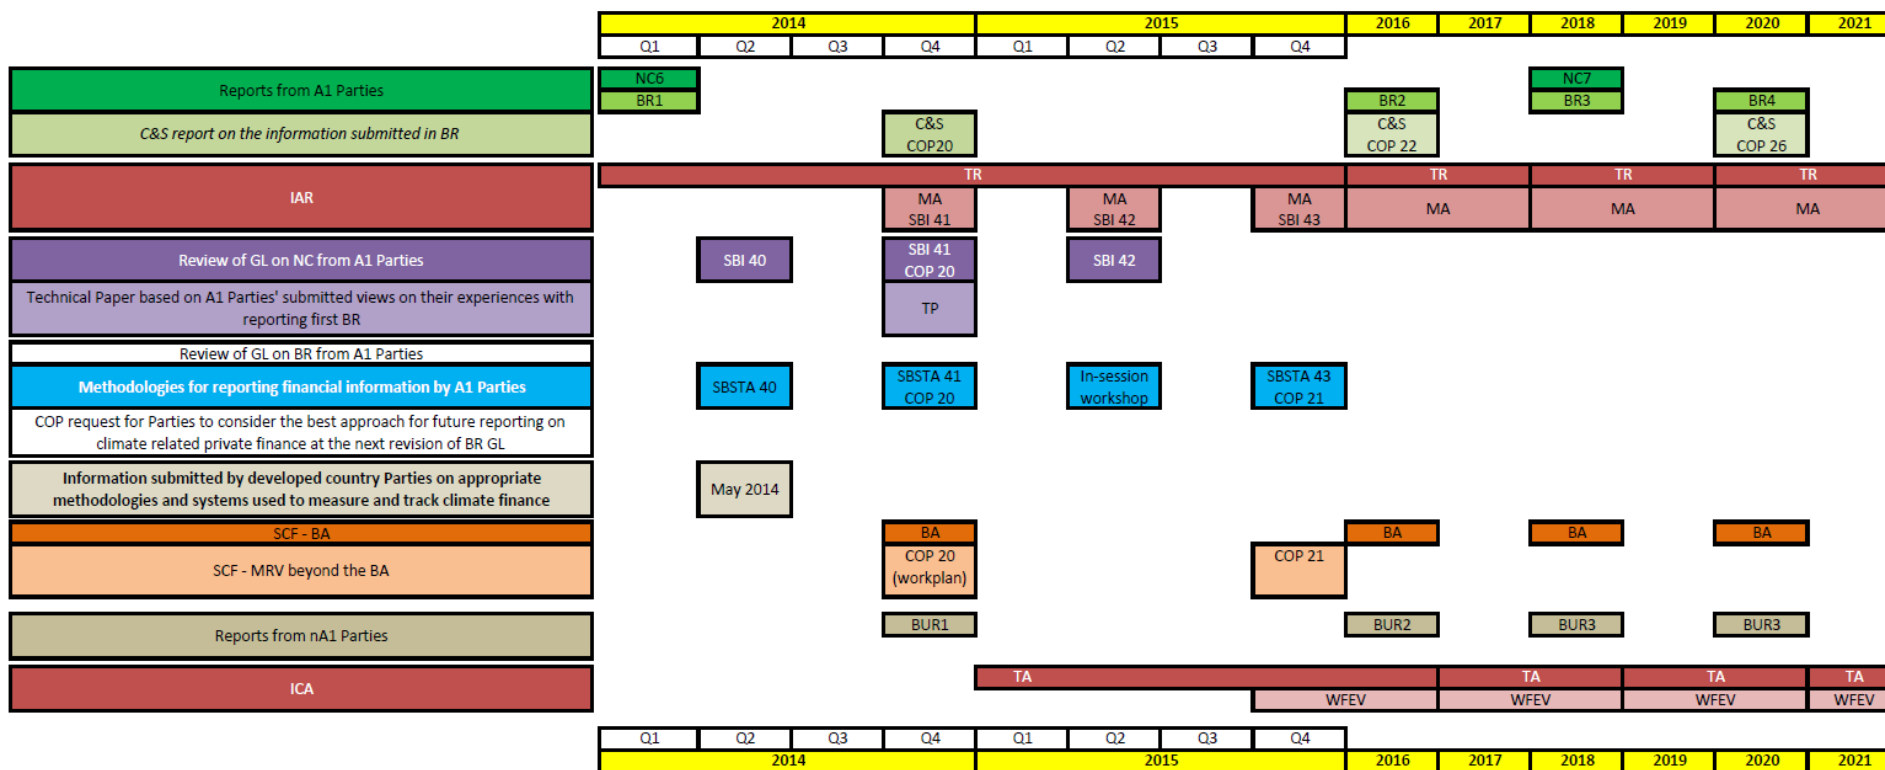 2014 2015 2016 2017 2018 2019 2020 2021
Q1 Q2 Q3 Q4 Q1 Q2 Q3 Q4
Reports from A1 Parties
NC6 NC7
BR1 BR2 BR3 BR4
C&S report on the information submitted in BR
C&S C&S C&S
COP20 COP 22 COP 26
IAR
TR TR TR TR
MA MA MA MA MA MA
SBI 41 SBI 42 SBI 43
Review of GL on NC from A1 Parties
SBI 40 SBI 41 SBI 42
COP 20
Technical Paper based on A1 Parties' submitted views on their experiences with
reporting first BR
TP
Review of GL on BR from A1 Parties
Methodologies for reporting financial information by A1 Parties
SBSTA 40 SBSTA 41 In-session SBSTA 43
COP 20 workshop COP 21
COP request for Parties to consider the best approach for future reporting on
climate related private finance at the next revision of BR GL
Information submitted by developed country Parties on appropriate
methodologies and systems used to measure and track climate finance
May 2014
SCF - BA BA BA BA BA
SCF - MRV beyond the BA
COP 20 COP 21
(workplan)
Reports from nA1 Parties
BUR1 BUR2 BUR3 BUR3
ICA
TA TA TA TA
WFEV WFEV WFEV WFEV
Q1 Q2 Q3 Q4 Q1 Q2 Q3 Q4
2014 2015 2016 2017 2018 2019 2020 2021